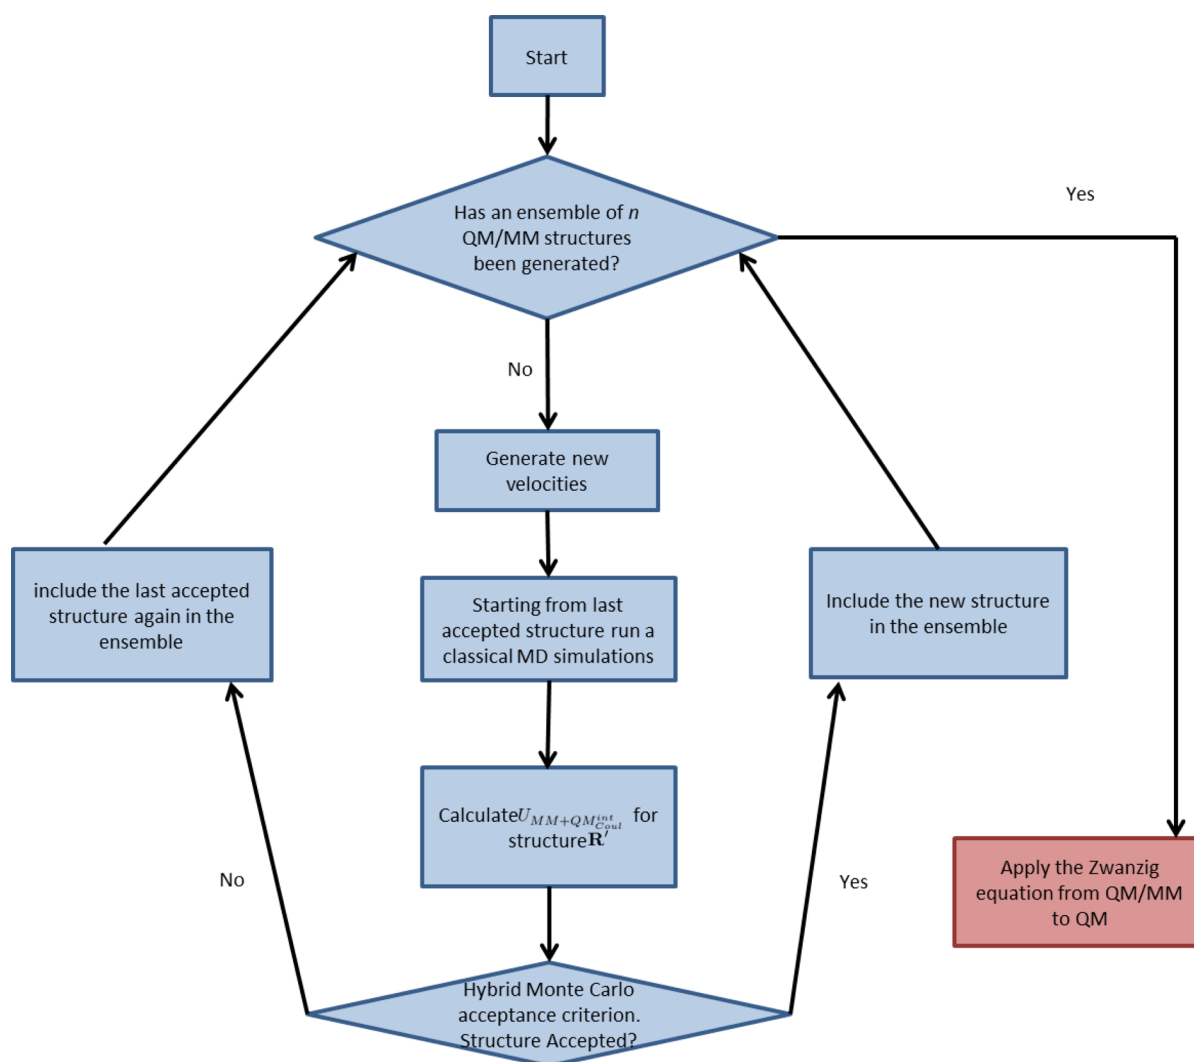 Start
Has an ensemble of n
QM/MM structures
been generated?
Yes
No
Generate new
velocities
include the last accepted
structure again in the
ensemble
Starting from last
accepted structure run a
classical MD simulations
Include the new structure
in the ensemble
Calculate U_{MM+QM^{int}_{Coul}} for
structure R′
No
Yes
Apply the Zwanzig
equation from QM/MM
to QM
Hybrid Monte Carlo
acceptance criterion.
Structure Accepted?